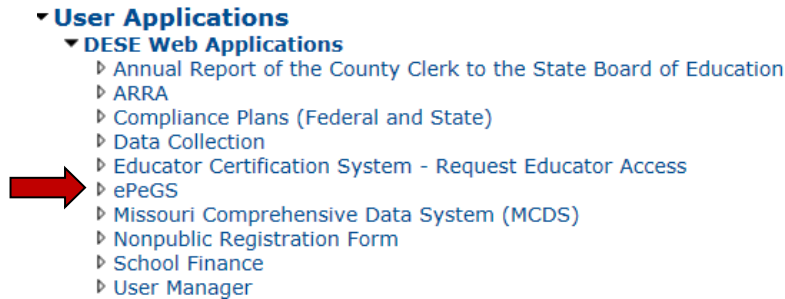 User Applications
DESE Web Applications
Annual Report of the County Clerk to the State Board of Education
ARRA
Compliance Plans (Federal and State)
Data Collection
Educator Certification System - Request Educator Access
ePeGS
Missouri Comprehensive Data System (MCDS)
Nonpublic Registration Form
School Finance
User Manager